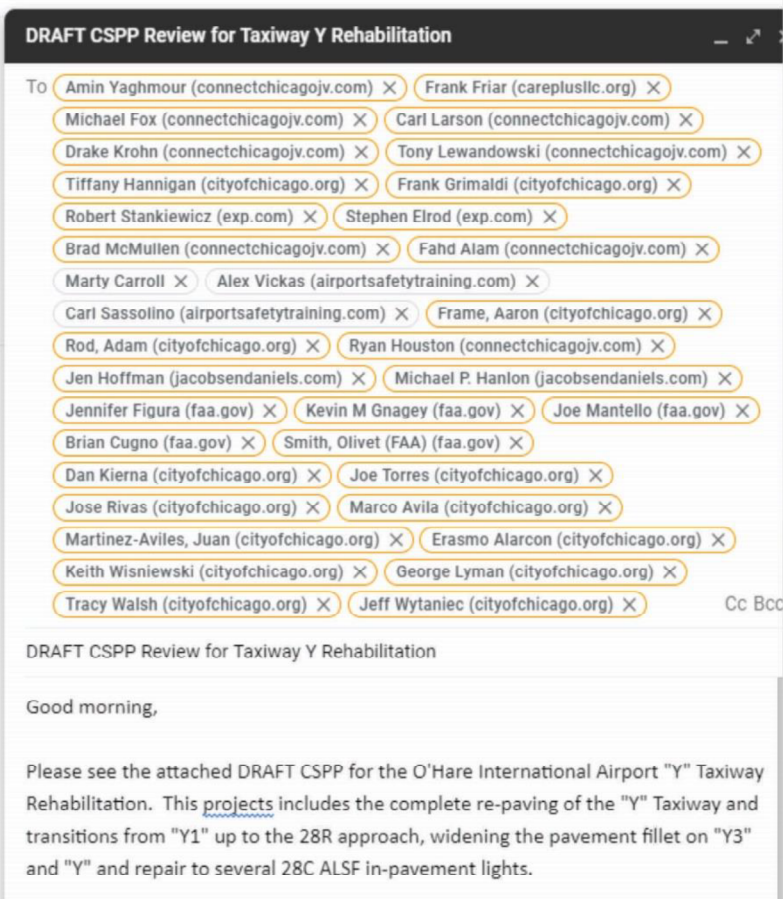 DRAFT CSPP Review for Taxiway Y Rehabilitation
To Amin Yaghmour (connectchicagojv.com) Frank Friar (careplusllc.org)
Michael Fox (connectchicagojv.com) Carl Larson (connectchicagojv.com)
Drake Krohn (connectchicagojv.com) Tony Lewandowski (connectchicagojv.com)
Tiffany Hannigan (cityofchicago.org) Frank Grimaldi (cityofchicago.org)
Robert Stankiewicz (exp.com) Stephen Elrod (exp.com)
Brad McMullen (connectchicagojv.com) Fahd Alam (connectchicagojv.com)
Marty Carroll Alex Vickas (airportsafetytraining.com)
Carl Sassolino (airportsafetytraining.com) Frame, Aaron (cityofchicago.org)
Rod, Adam (cityofchicago.org) Ryan Houston (connectchicagojv.com)
Jen Hoffman (jacobsendaniels.com) Michael P. Hanlon (jacobsendaniels.com)
Jennifer Figura (faa.gov) Kevin M Gnagey (faa.gov) Joe Mantello (faa.gov)
Brian Cugno (faa.gov) Smith, Olivet (FAA) (faa.gov)
Dan Kierna (cityofchicago.org) Joe Torres (cityofchicago.org)
Jose Rivas (cityofchicago.org) Marco Avila (cityofchicago.org)
Martinez-Aviles, Juan (cityofchicago.org) Erasmo Alarcon (cityofchicago.org)
Keith Wisniewski (cityofchicago.org) George Lyman (cityofchicago.org)
Tracy Walsh (cityofchicago.org) Jeff Wytaniec (cityofchicago.org) Cc Bcc
DRAFT CSPP Review for Taxiway Y Rehabilitation
Good morning,
Please see the attached DRAFT CSPP for the O'Hare International Airport "Y" Taxiway
Rehabilitation. This projects includes the complete re-paving of the "Y" Taxiway and
transitions from "Y1" up to the 28R approach, widening the pavement fillet on "Y3"
and "Y" and repair to several 28C ALSF in-pavement lights.